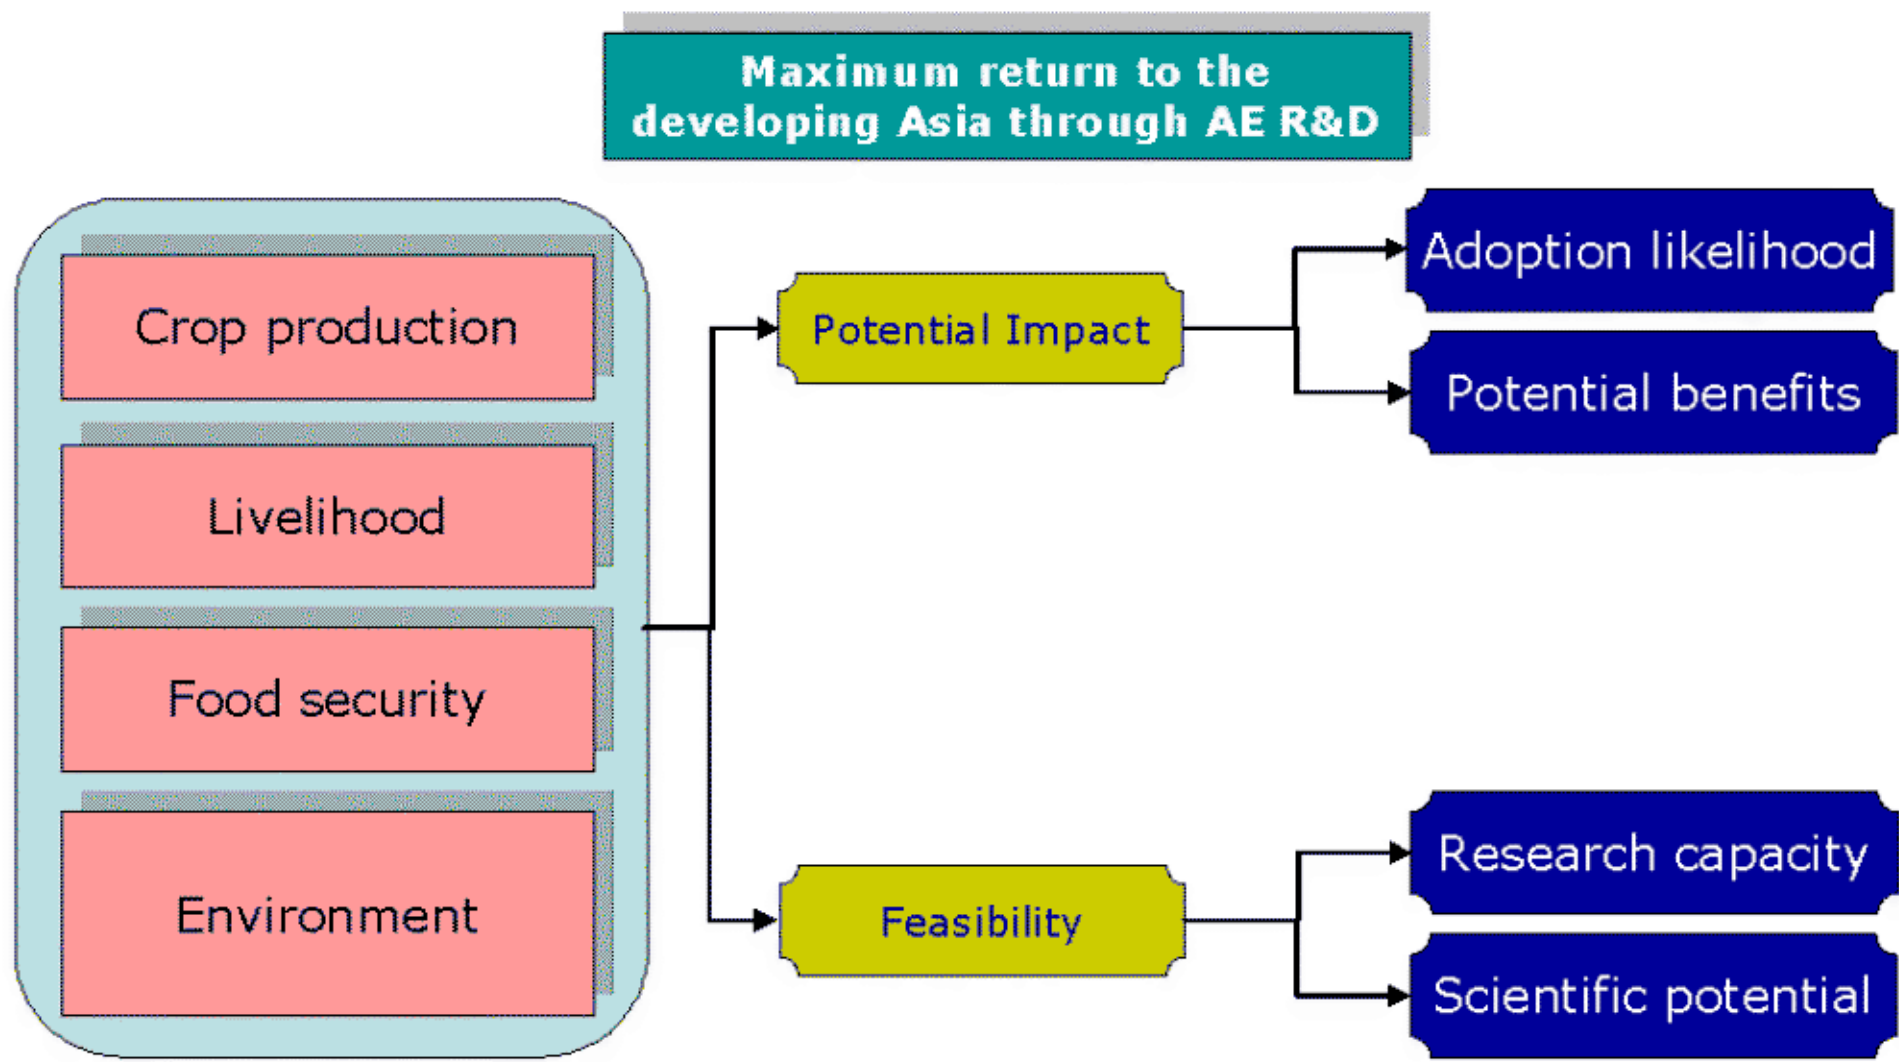 Maximum return to the
developing Asia through AE R&D
Crop production
Livelihood
Food security
Environment
Potential Impact
Feasibility
Adoption likelihood
Potential benefits
Research capacity
Scientific potential